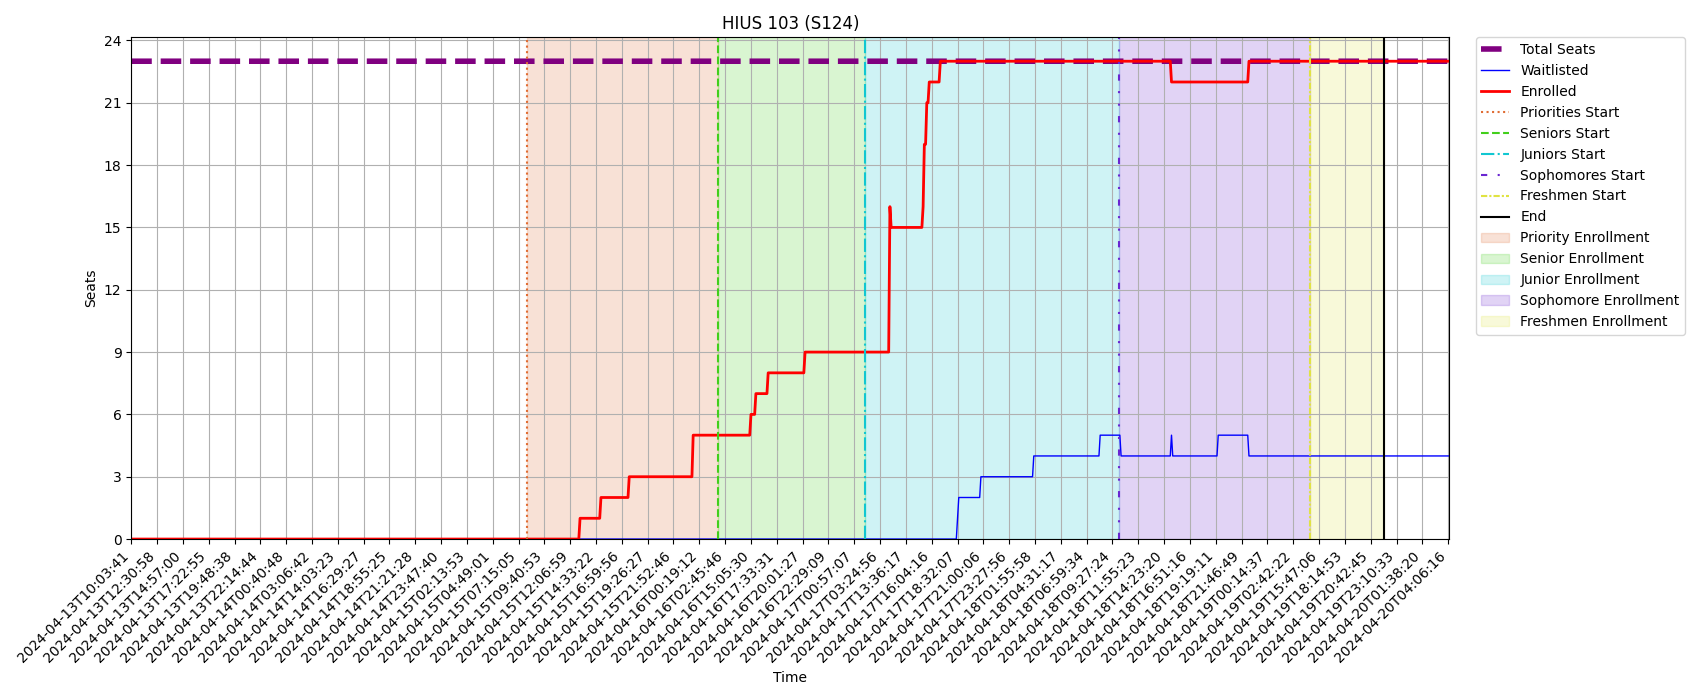 HIUS 103 (S124)
24
21
18
15
12
9
6
3
0
Seats
2024-04-13T10:03:41
2024-04-13T12:30:58
2024-04-13T14:57:00
2024-04-13T17:22:55
2024-04-13T19:48:38
2024-04-13T22:14:44
2024-04-14T00:40:48
2024-04-14T03:06:42
2024-04-14T14:03:23
2024-04-14T16:29:27
2024-04-14T18:55:25
2024-04-14T21:21:28
2024-04-14T23:47:40
2024-04-15T02:13:53
2024-04-15T04:49:01
2024-04-15T07:15:05
2024-04-15T09:40:53
2024-04-15T12:06:59
2024-04-15T14:33:22
2024-04-15T16:59:56
2024-04-15T19:26:27
2024-04-15T21:52:46
2024-04-16T00:19:12
2024-04-16T02:45:46
2024-04-16T15:05:30
2024-04-16T17:33:31
2024-04-16T20:01:27
2024-04-16T22:29:09
2024-04-17T00:57:07
2024-04-17T03:24:56
2024-04-17T13:36:17
2024-04-17T16:04:16
2024-04-17T18:32:07
2024-04-17T21:00:06
2024-04-17T23:27:56
2024-04-18T01:55:58
2024-04-18T04:31:17
2024-04-18T06:59:34
2024-04-18T09:27:24
2024-04-18T11:55:23
2024-04-18T14:23:20
2024-04-18T16:51:16
2024-04-18T19:19:11
2024-04-18T21:46:49
2024-04-19T00:14:37
2024-04-19T02:42:22
2024-04-19T15:47:06
2024-04-19T18:14:53
2024-04-19T20:42:45
2024-04-19T23:10:33
2024-04-20T01:38:20
2024-04-20T04:06:16
Time
Total Seats
Waitlisted
Enrolled
Priorities Start
Seniors Start
Juniors Start
Sophomores Start
Freshmen Start
End
Priority Enrollment
Senior Enrollment
Junior Enrollment
Sophomore Enrollment
Freshmen Enrollment